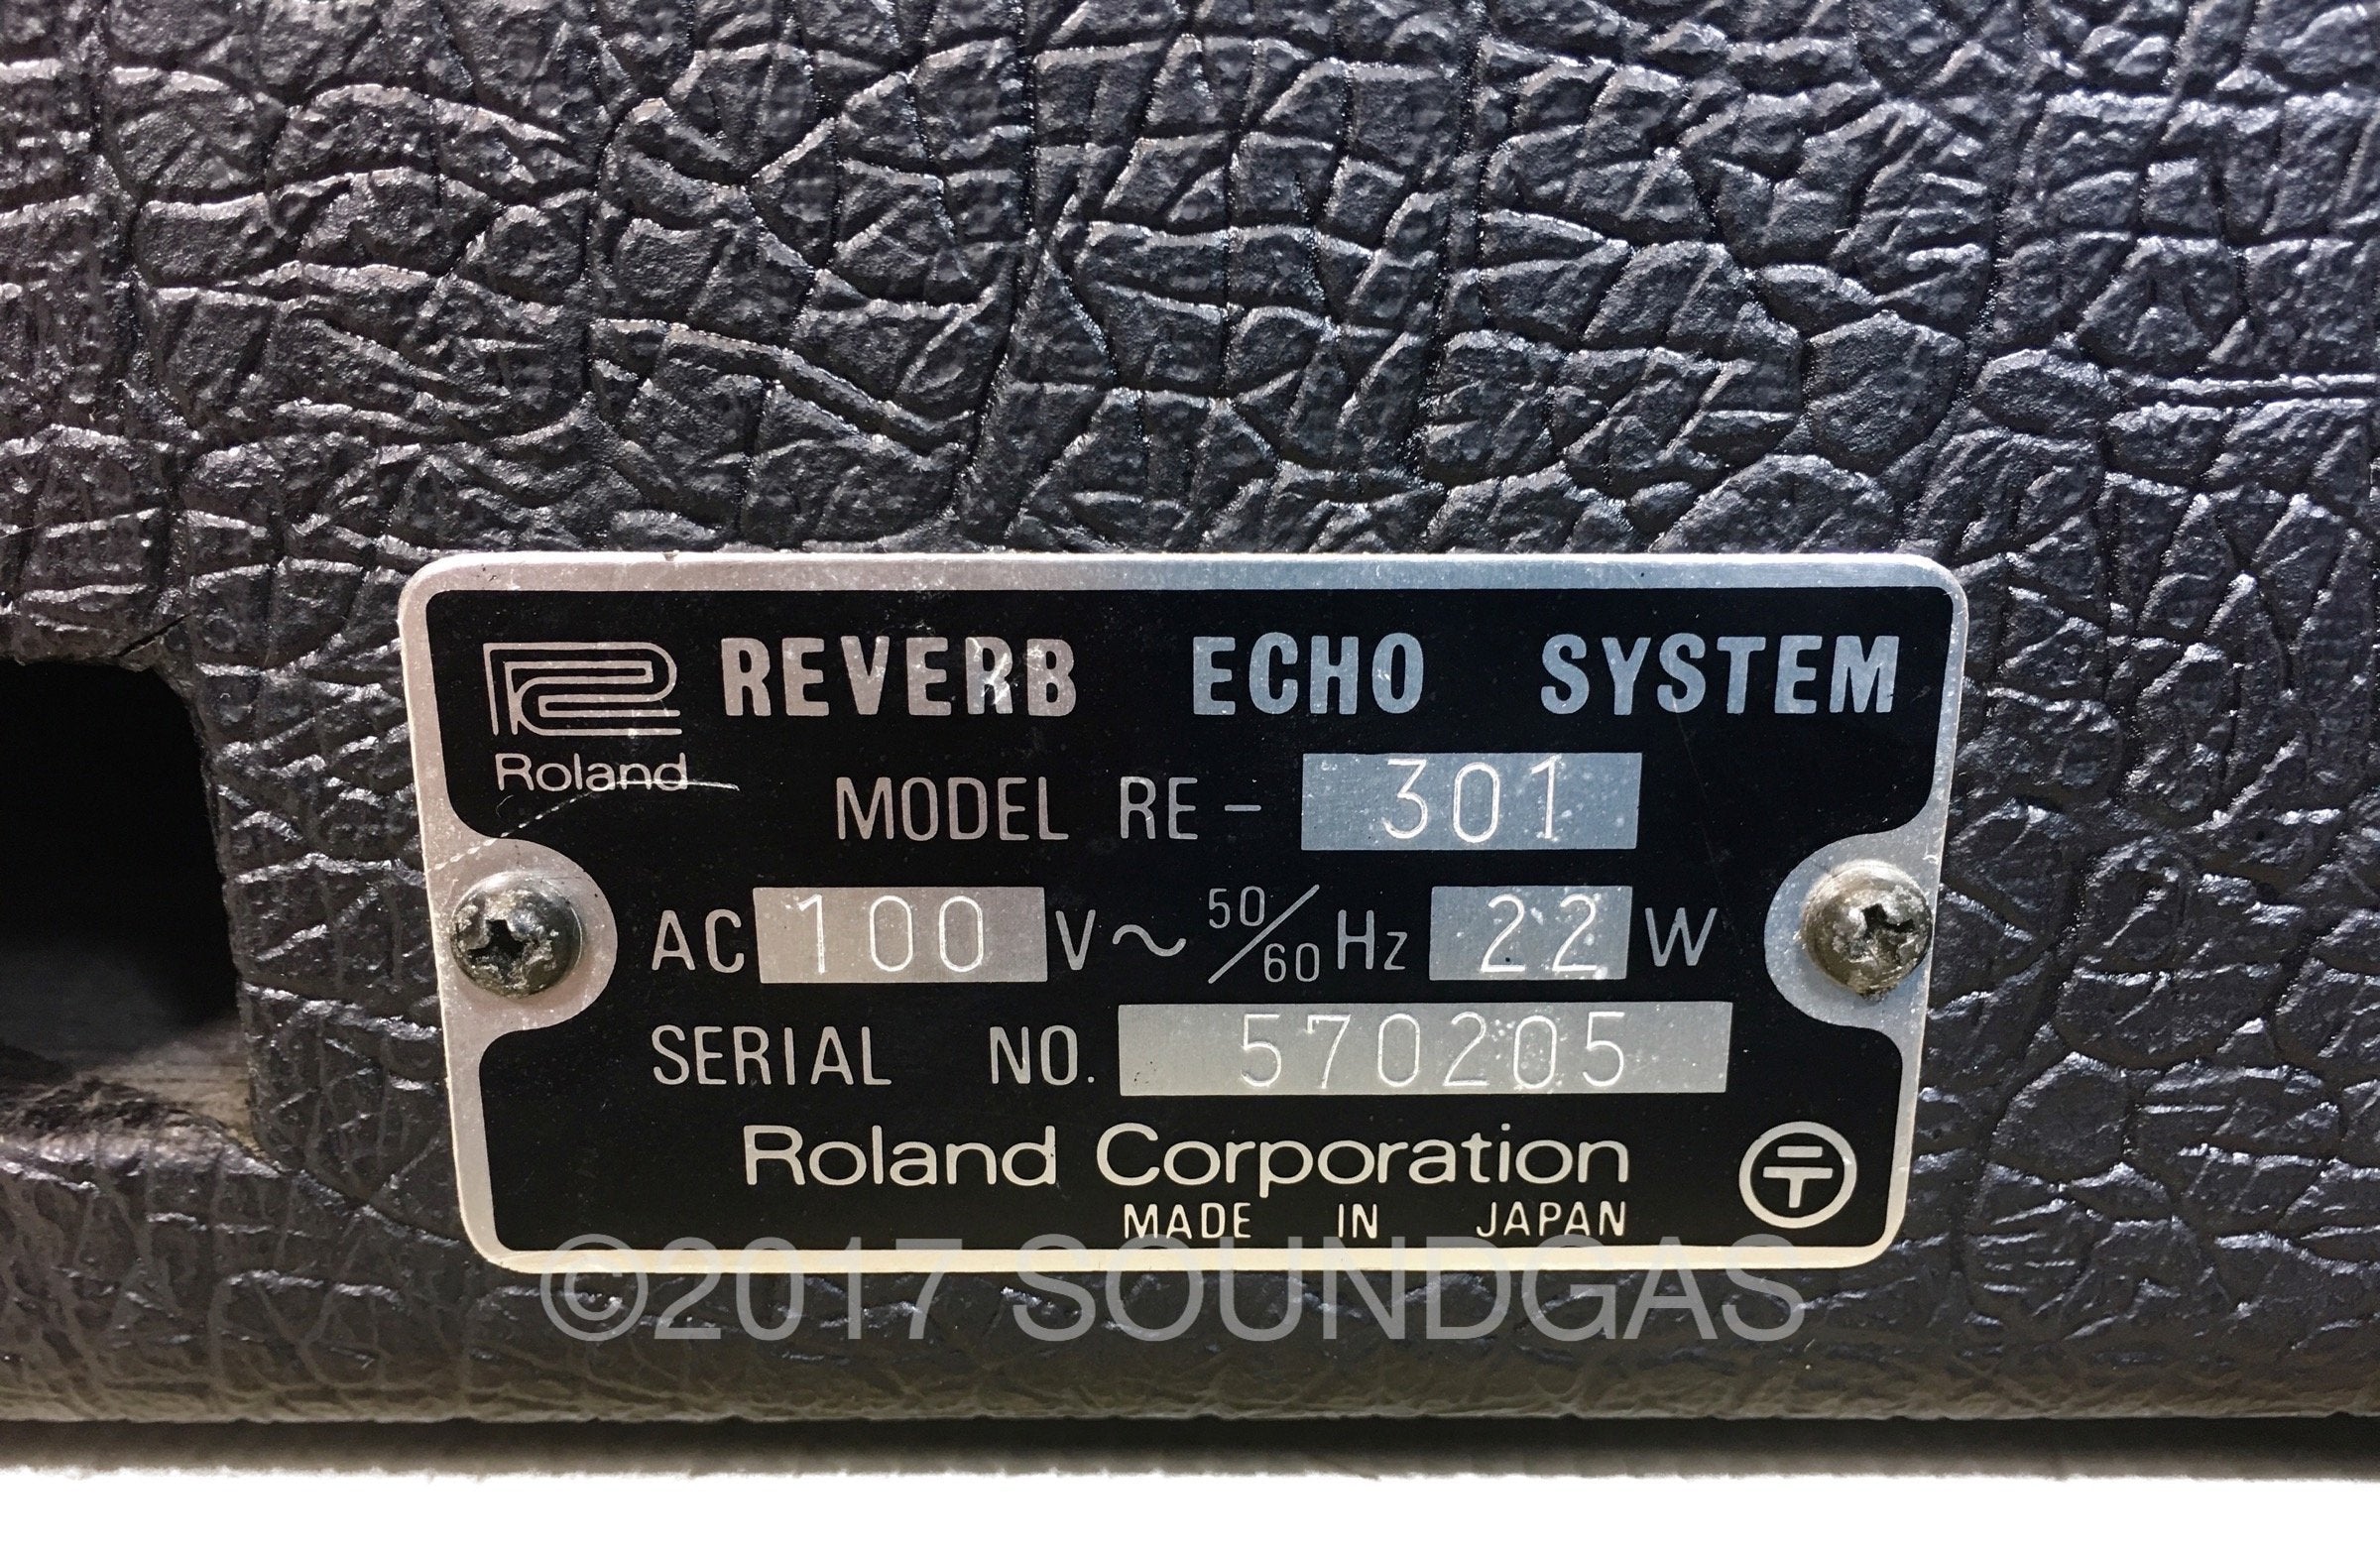 REVERB ECHO SYSTEM
Roland
MODEL RE - 301
AC 100 V ~ 50/60 Hz 22 W
SERIAL NO. 570205
Roland Corporation
MADE IN JAPAN
©2017 SOUNDGAS